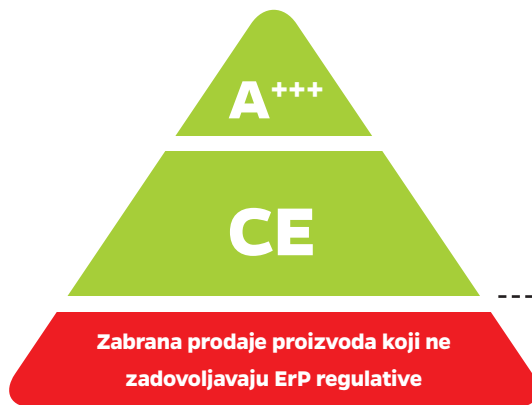 A+++
CE
Zabrana prodaje proizvoda koji ne
zadovoljavaju ErP regulative